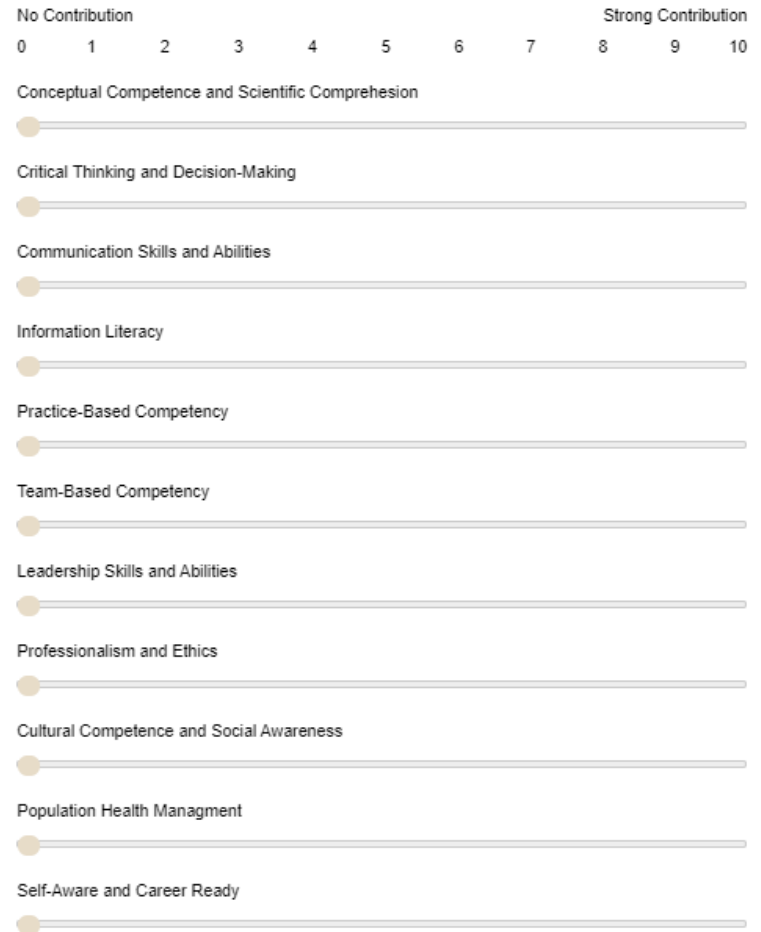 No Contribution Strong Contribution
0 1 2 3 4 5 6 7 8 9 10
Conceptual Competence and Scientific Comprehesion
Critical Thinking and Decision-Making
Communication Skills and Abilities
Information Literacy
Practice-Based Competency
Team-Based Competency
Leadership Skills and Abilities
Professionalism and Ethics
Cultural Competence and Social Awareness
Population Health Managment
Self-Aware and Career Ready